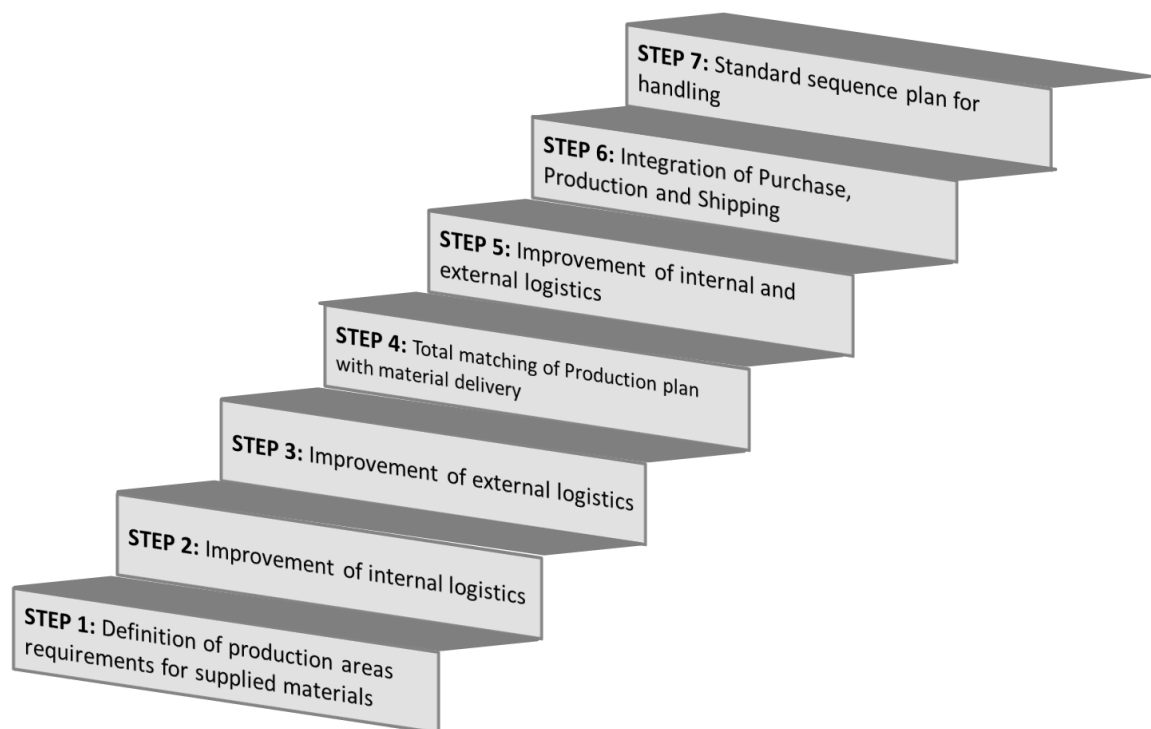 STEP 7: Standard sequence plan for
handling
STEP 6: Integration of Purchase,
Production and Shipping
STEP 5: Improvement of internal and
external logistics
STEP 4: Total matching of Production plan
with material delivery
STEP 3: Improvement of external logistics
STEP 2: Improvement of internal logistics
STEP 1: Definition of production areas
requirements for supplied materials